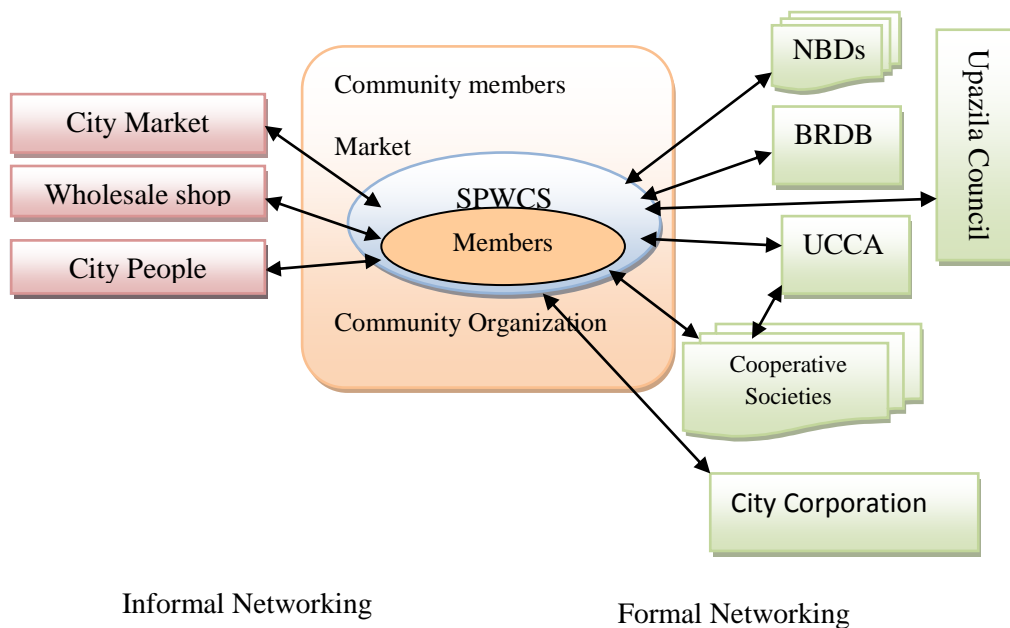 NBDs
Upazila Council
Community members
City Market
BRDB
Market
Wholesale shop
SPWCS
Members
UCCA
City People
Community Organization
Cooperative
Societies
City Corporation
Informal Networking
Formal Networking